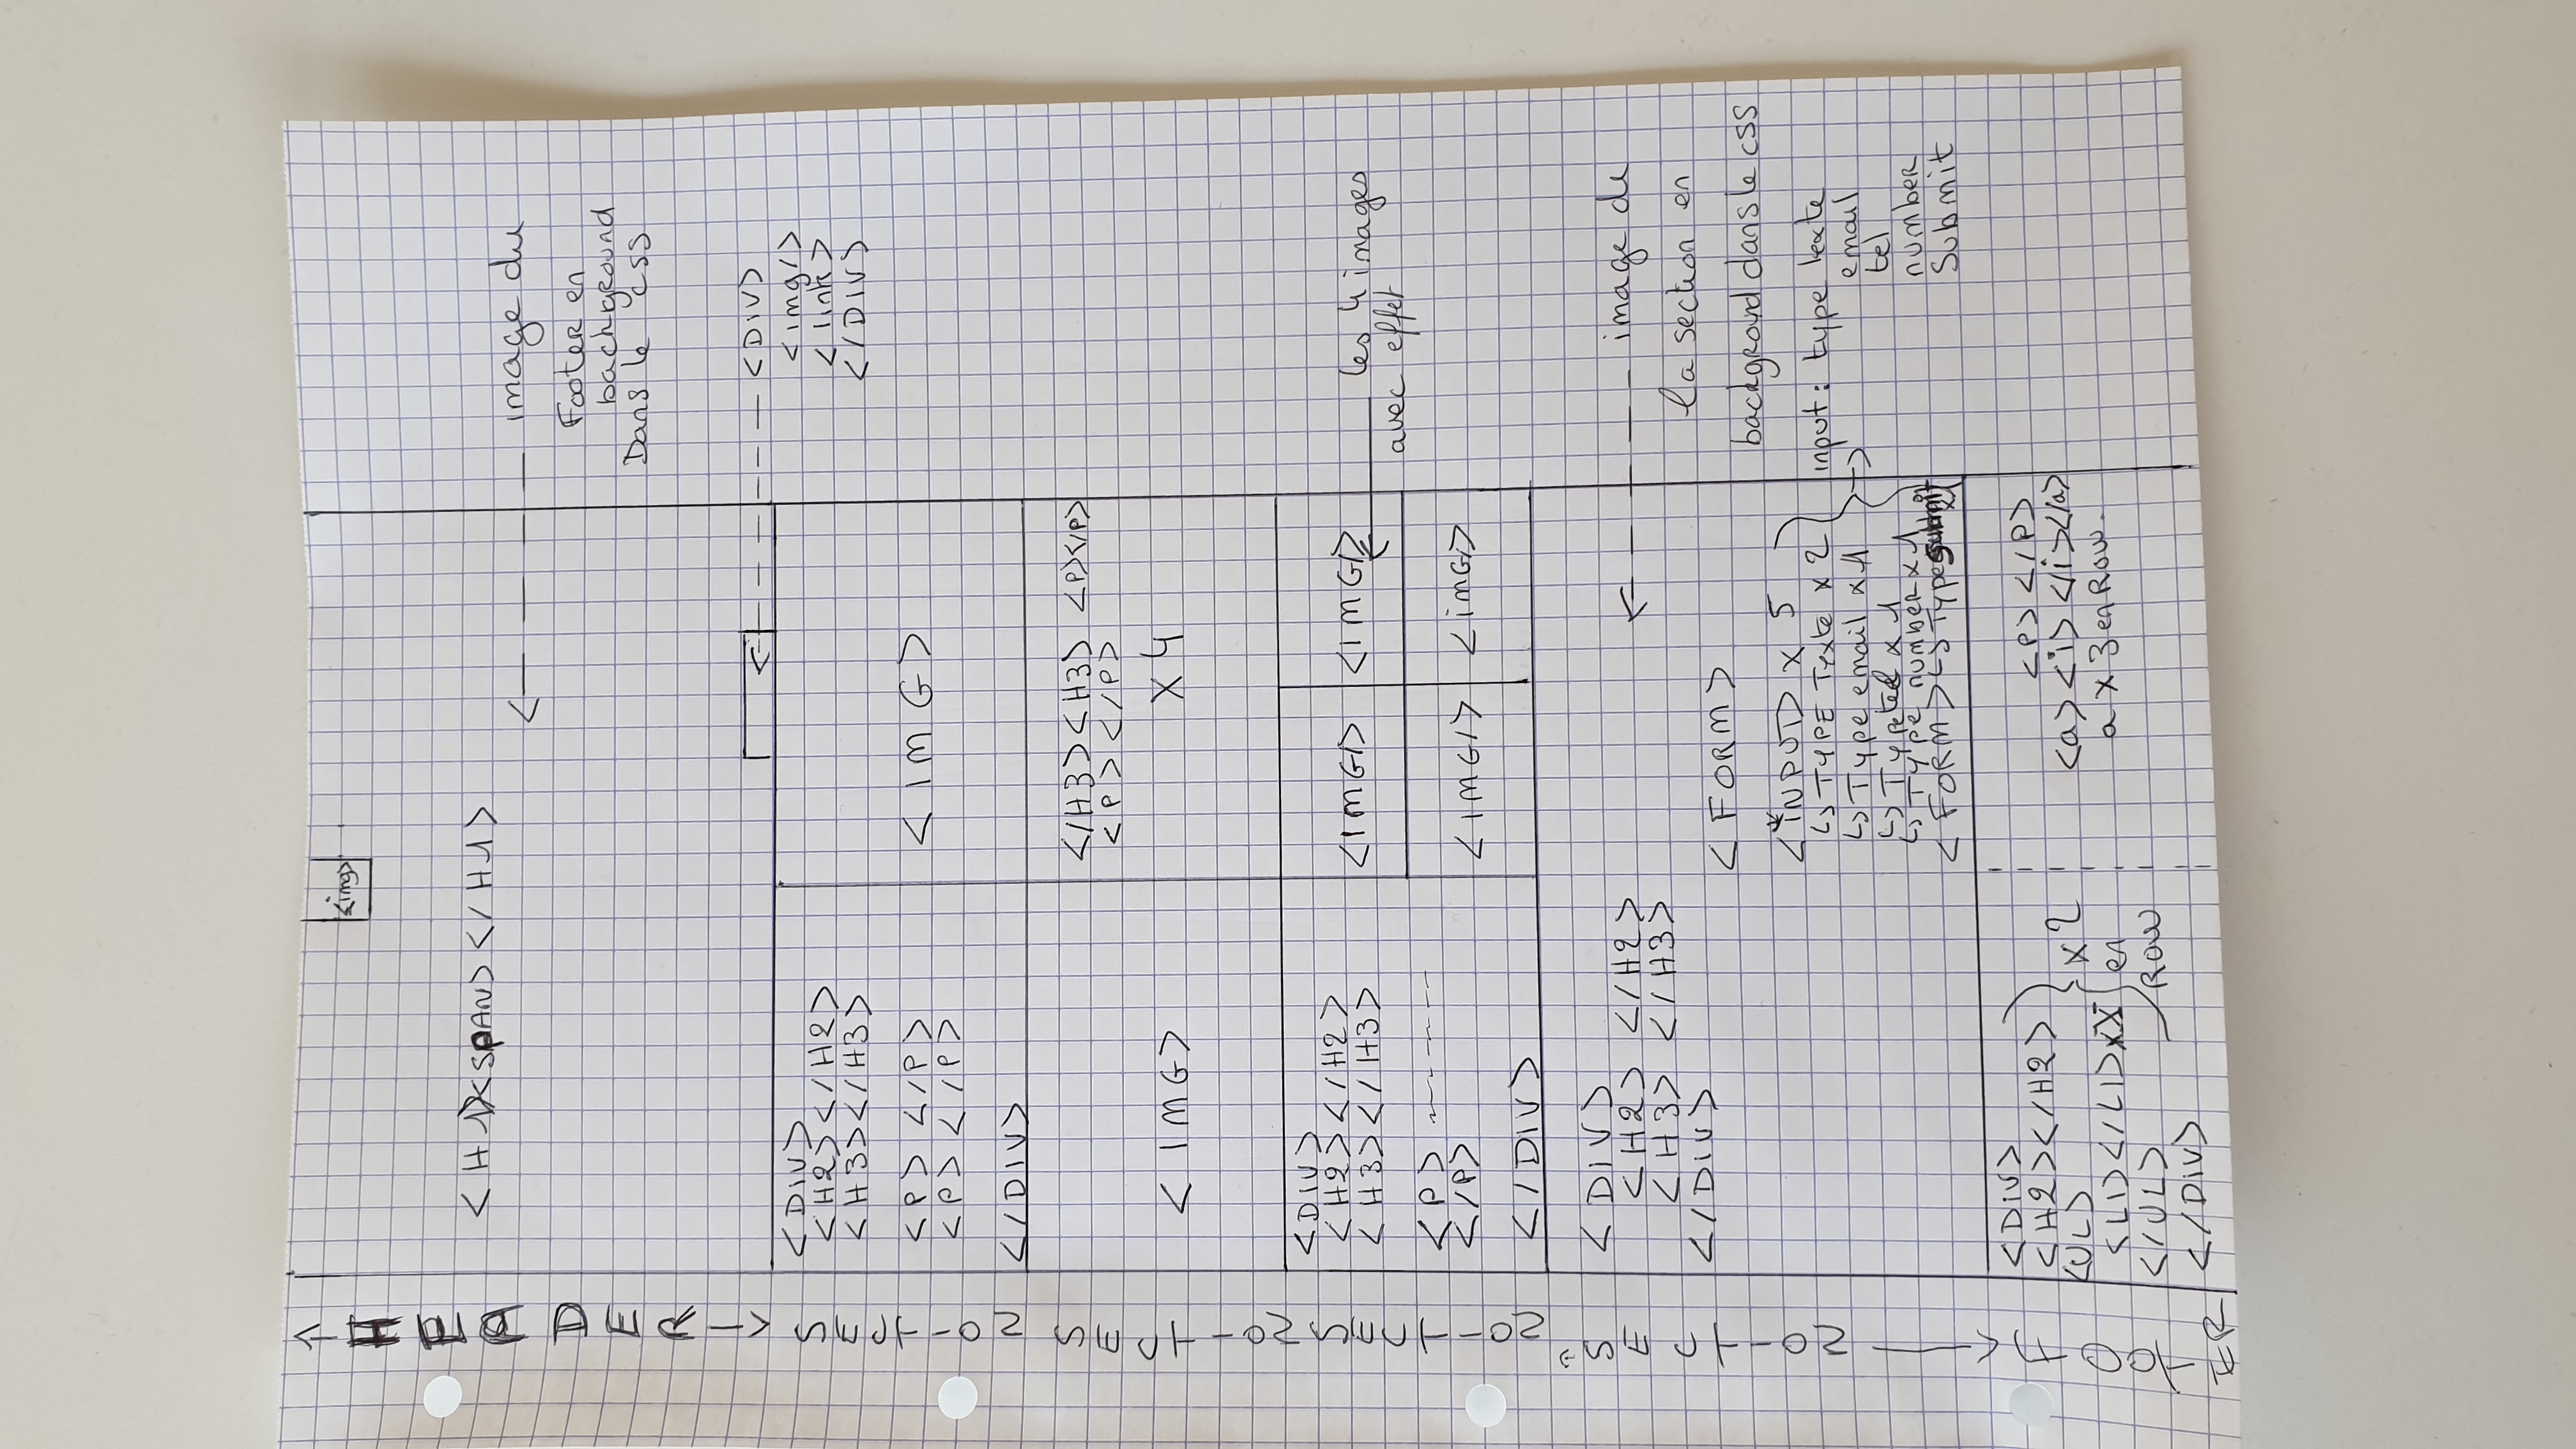 HEADER
<img>
<H1><SPAN></H1>
image du
Footer en
background
Dans le css
<DIV>
<img/>
<link>
</DIV>
SECTION
<DIV>
<H2></H2>
<H3></H3>
<P> </P>
<P> </P>
</DIV>
<IMG>
SECTION
<IMG>
</H3><H3> <P></P>
<P></P>
X 4
SECTION
<DIV>
<H2></H2>
<H3></H3>
<P> -------
</P>
</DIV>
<IMG/>
<IMG/>
<IMG/>
<iMG/>
les 4 images
avec effet
SECTION
<DIV>
<H2> </H2>
<H3> </H3>
</DIV>
image de
la section en
backgrond dans le css
<FORM>
<*INPUT> x 5
↳ TYPE Texte x 2
↳ Type email x 1
↳ Type tel x 1
↳ Type number x 1
<FORM> ↳ Type Submit x1
input : type texte
email
tel
number
Submit
FOOTER
<DIV>
<H2></H2>
<UL>
<LI></LI>xX
</UL>
</DIV>
x 2
en
ROW
<P></P>
<a><i></i></a>
a x 3 en Row.